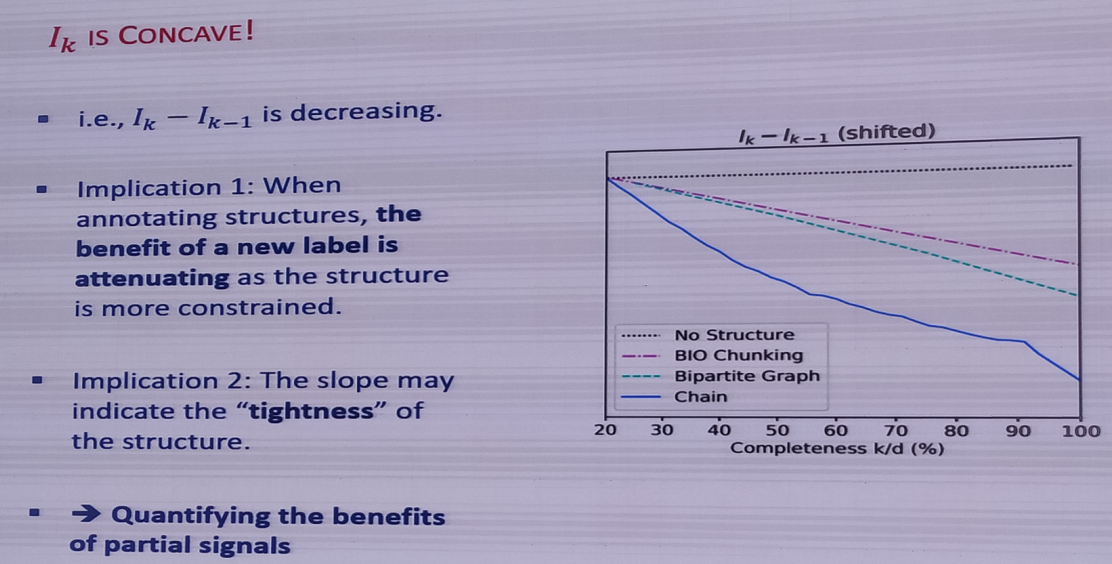 I_k IS CONCAVE!
▪ i.e., I_k − I_{k−1} is decreasing.
▪ Implication 1: When
annotating structures, the
benefit of a new label is
attenuating as the structure
is more constrained.
▪ Implication 2: The slope may
indicate the “tightness” of
the structure.
▪ → Quantifying the benefits
of partial signals
I_k − I_{k−1} (shifted)
No Structure
BIO Chunking
Bipartite Graph
Chain
20 30 40 50 60 70 80 90 100
Completeness k/d (%)